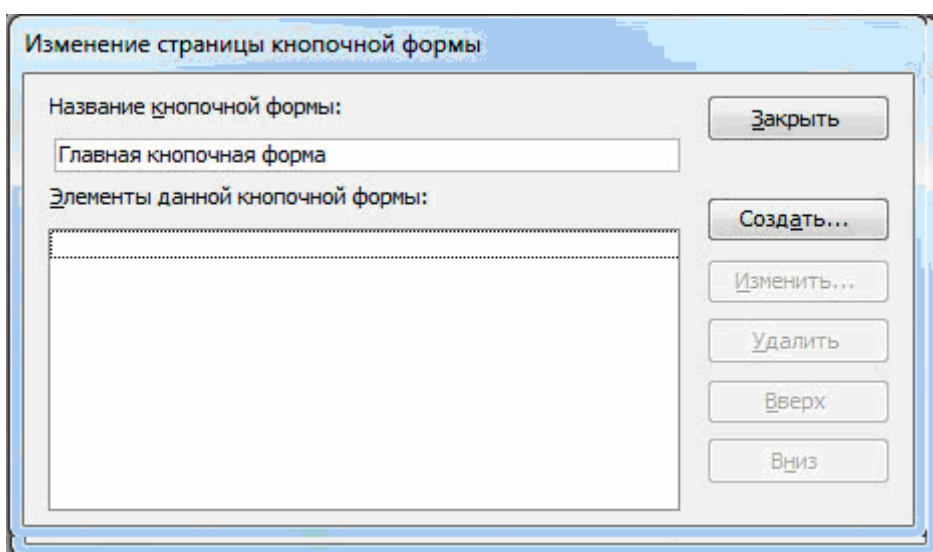 Изменение страницы кнопочной формы
Название кнопочной формы:
Закрыть
Главная кнопочная форма
Элементы данной кнопочной формы:
Создать...
Изменить...
Удалить
Вверх
Вниз